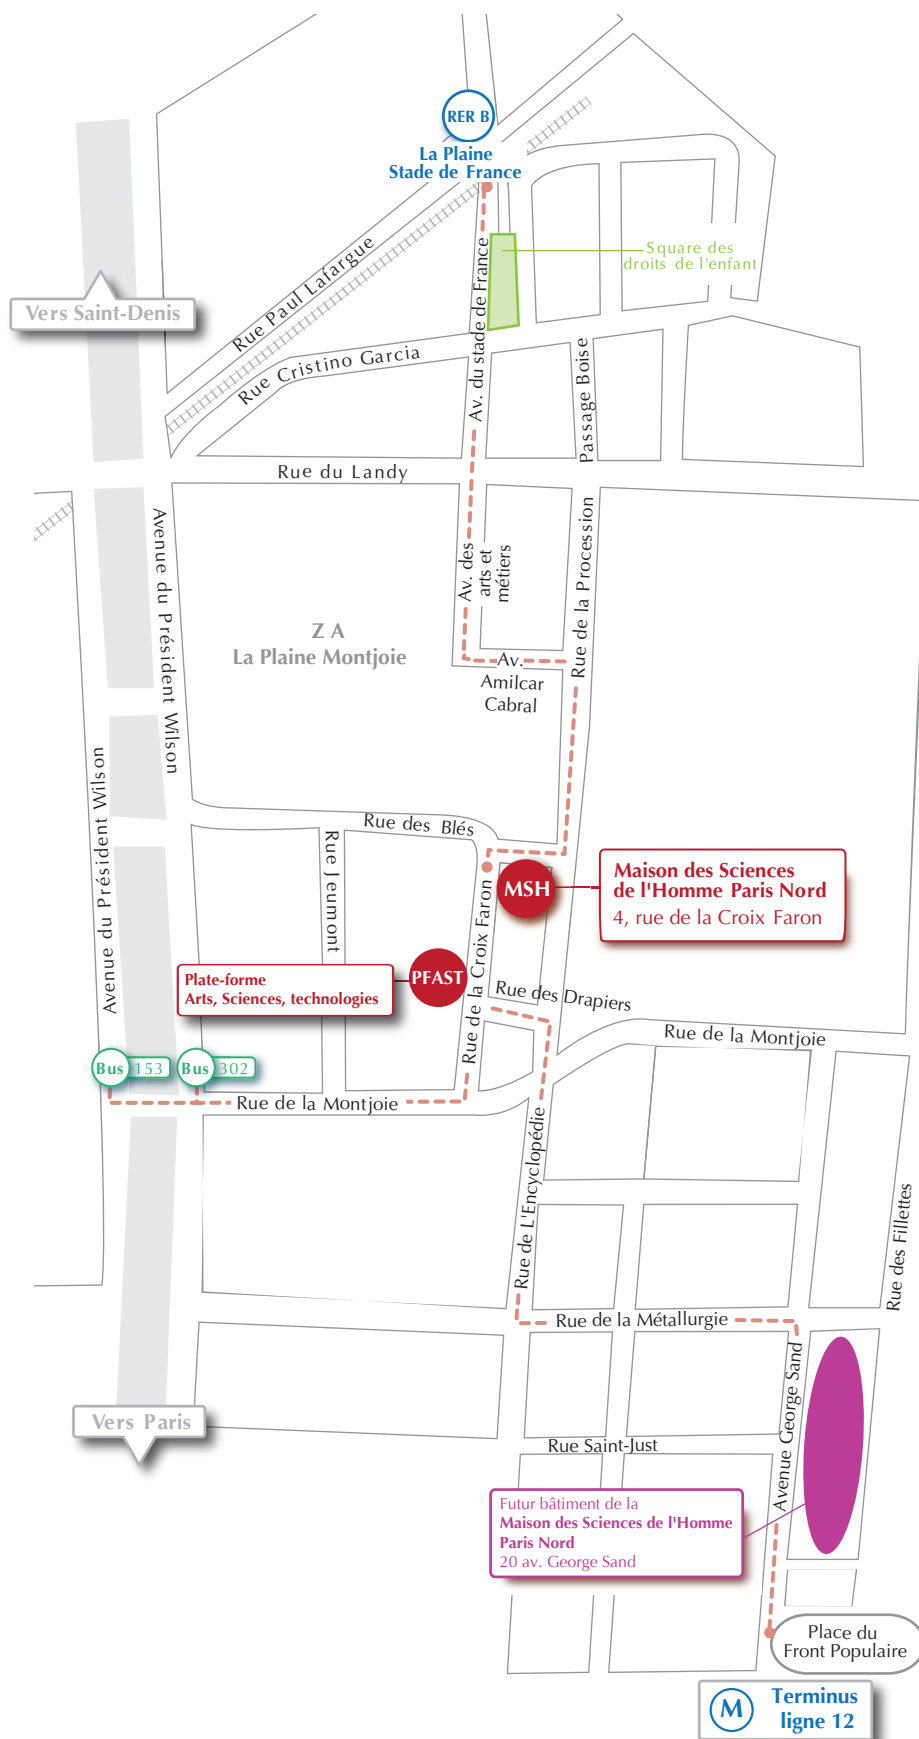 RER B
La Plaine
Stade de France
Square des
droits de l'enfant
Rue Paul Lafargue
Av. du stade de France
Vers Saint-Denis
Rue Cristino Garcia
Passage Boise
Rue du Landy
Avenue du Président Wilson
Av. des
arts et
métiers
Rue de la Procession
Z A
La Plaine Montjoie
Av.
Amilcar
Cabral
Avenue du Président Wilson
Rue des Blés
Rue Jeumont
Rue de la Croix Faron
MSH
Maison des Sciences
de l'Homme Paris Nord
4, rue de la Croix Faron
PFAST
Plate-forme
Arts, Sciences, technologies
Rue des Drapiers
Rue de la Montjoie
Bus 153
Bus 302
Rue de la Montjoie
Rue de L'Encyclopédie
Rue des Fillettes
Rue de la Métallurgie
Avenue George Sand
Vers Paris
Rue Saint-Just
Futur bâtiment de la
Maison des Sciences de l'Homme
Paris Nord
20 av. George Sand
Place du
Front Populaire
M
Terminus
ligne 12